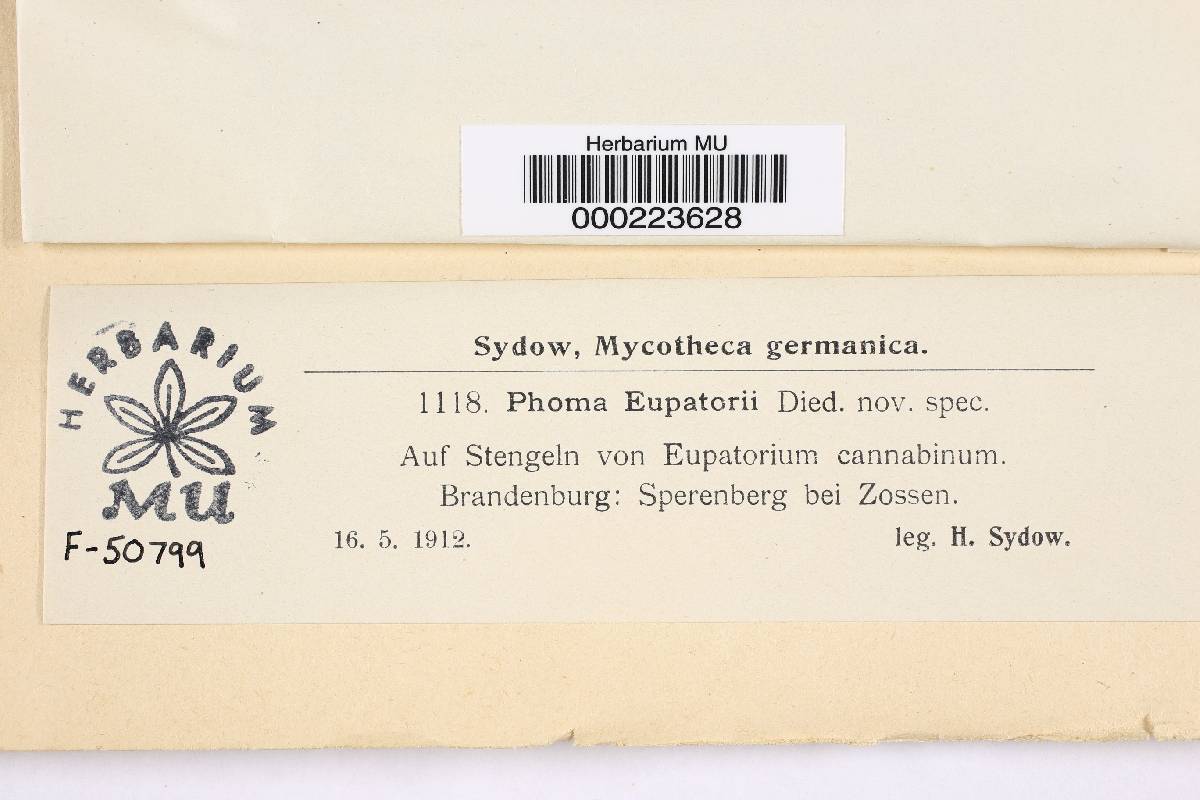 Herbarium MU
000223628
HERBARIUM
MU
F-50799
Sydow, Mycotheca germanica.
1118. Phoma Eupatorii Died. nov. spec.
Auf Stengeln von Eupatorium cannabinum.
Brandenburg: Sperenberg bei Zossen.
16. 5. 1912. leg. H. Sydow.